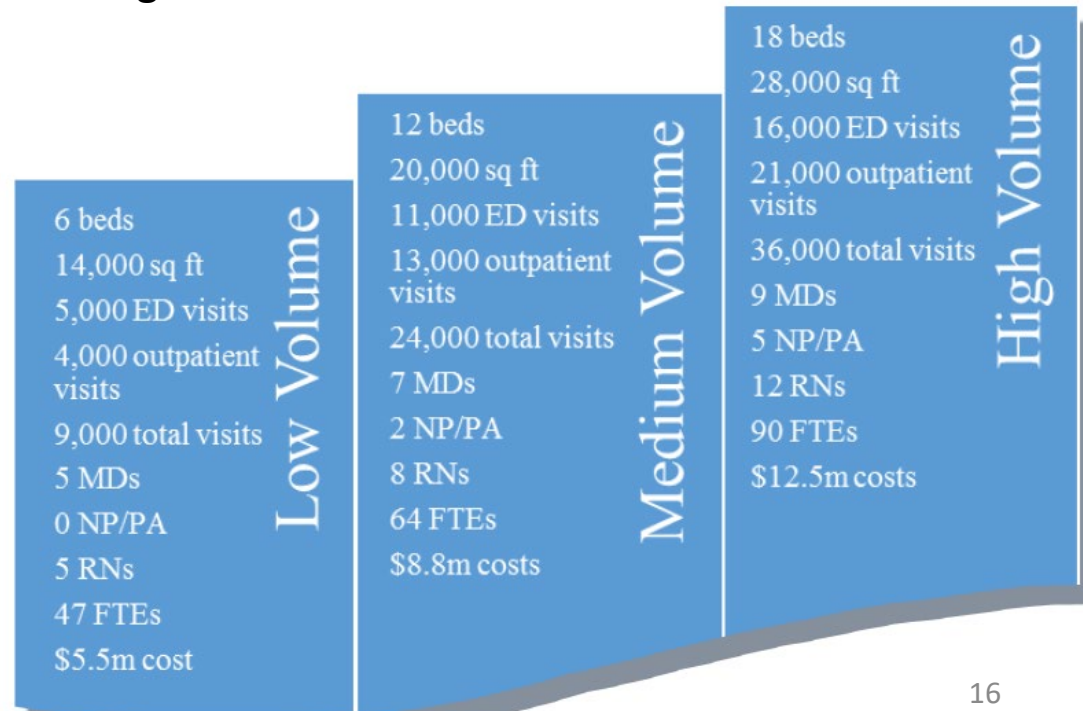 6 beds
14,000 sq ft
5,000 ED visits
4,000 outpatient
visits
9,000 total visits
5 MDs
0 NP/PA
5 RNs
47 FTEs
$5.5m cost
Low Volume
12 beds
20,000 sq ft
11,000 ED visits
13,000 outpatient
visits
24,000 total visits
7 MDs
2 NP/PA
8 RNs
64 FTEs
$8.8m costs
Medium Volume
18 beds
28,000 sq ft
16,000 ED visits
21,000 outpatient
visits
36,000 total visits
9 MDs
5 NP/PA
12 RNs
90 FTEs
$12.5m costs
High Volume
16